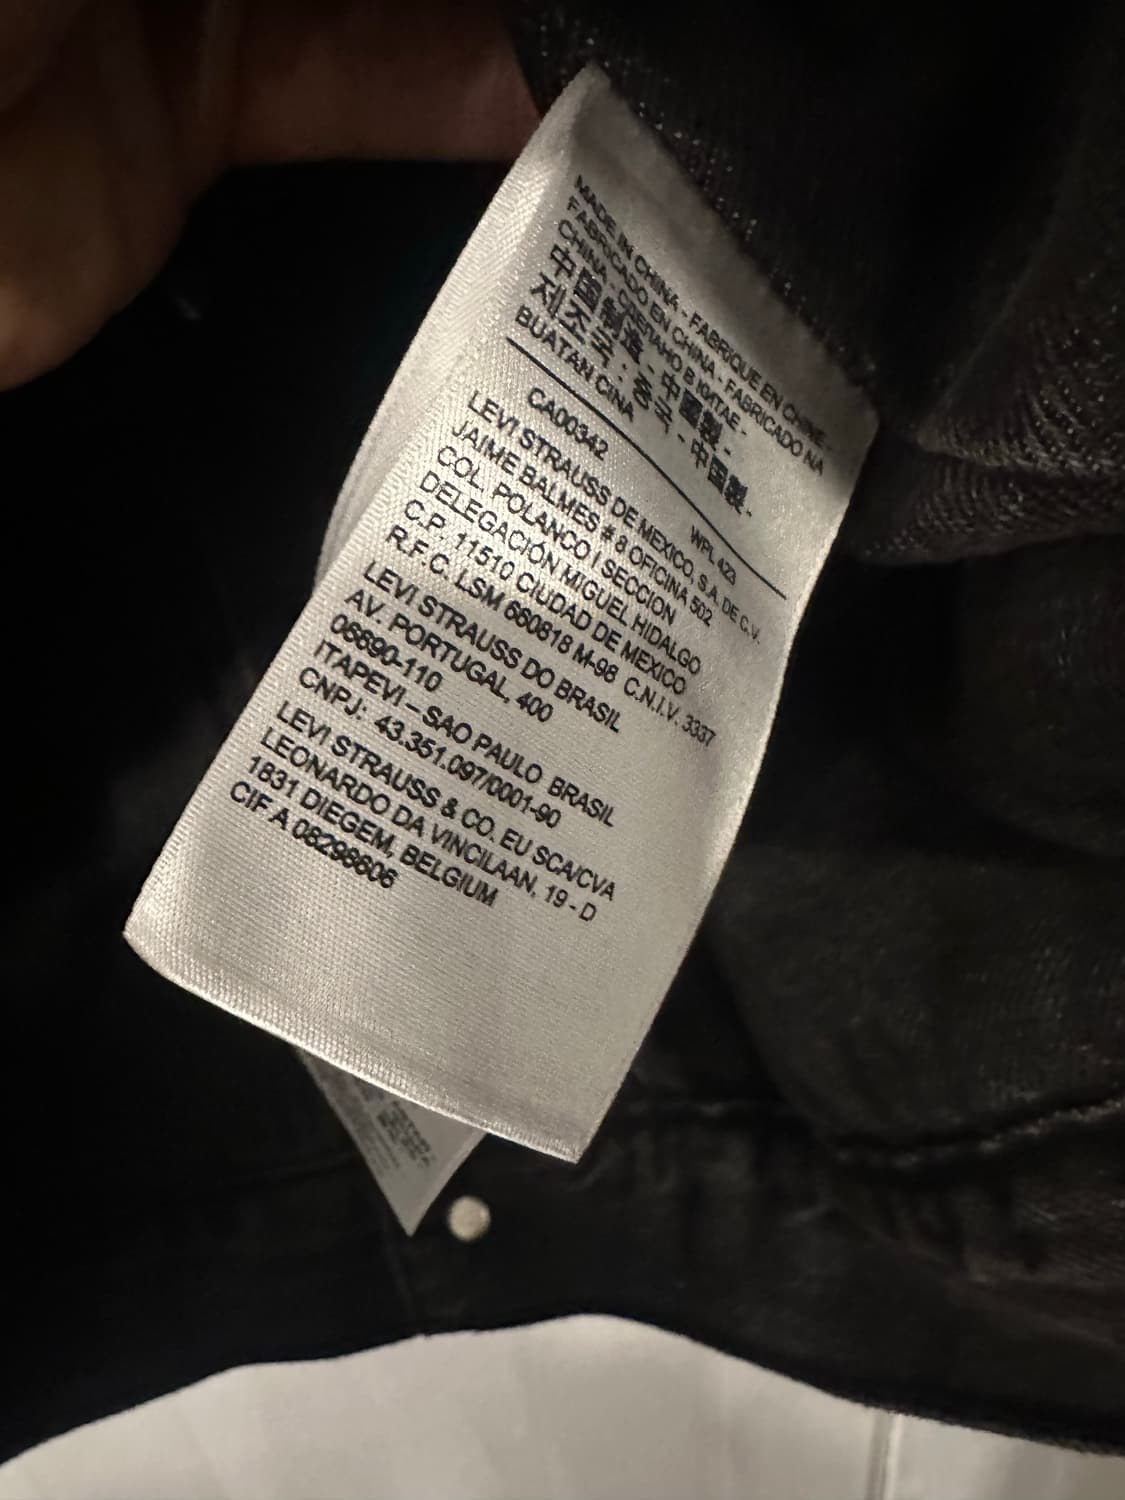 MADE IN CHINA - FABRIQUE EN CHINE -
FABRICADO EN CHINA - FABRICADO NA
CHINA - СДЕЛАНО В КИТАЕ -
中国制造 - 中國製 -
제조국 : 중국 - 中国製 -
BUATAN CINA
CA00342 WPL 423
LEVI STRAUSS DE MEXICO, S.A. DE C.V.
JAIME BALMES # 8 OFICINA 502
COL. POLANCO I SECCION
DELEGACIÓN MIGUEL HIDALGO
C.P. 11510 CIUDAD DE MEXICO
R.F.C. LSM 660818 M-98 C.N.I.V. 3337
LEVI STRAUSS DO BRASIL
AV. PORTUGAL, 400
06690-110
ITAPEVI – SAO PAULO BRASIL
CNPJ: 43.351.097/0001-90
LEVI STRAUSS & CO. EU SCA/CVA
LEONARDO DA VINCILAAN, 19 - D
1831 DIEGEM, BELGIUM
CIF A 08298606